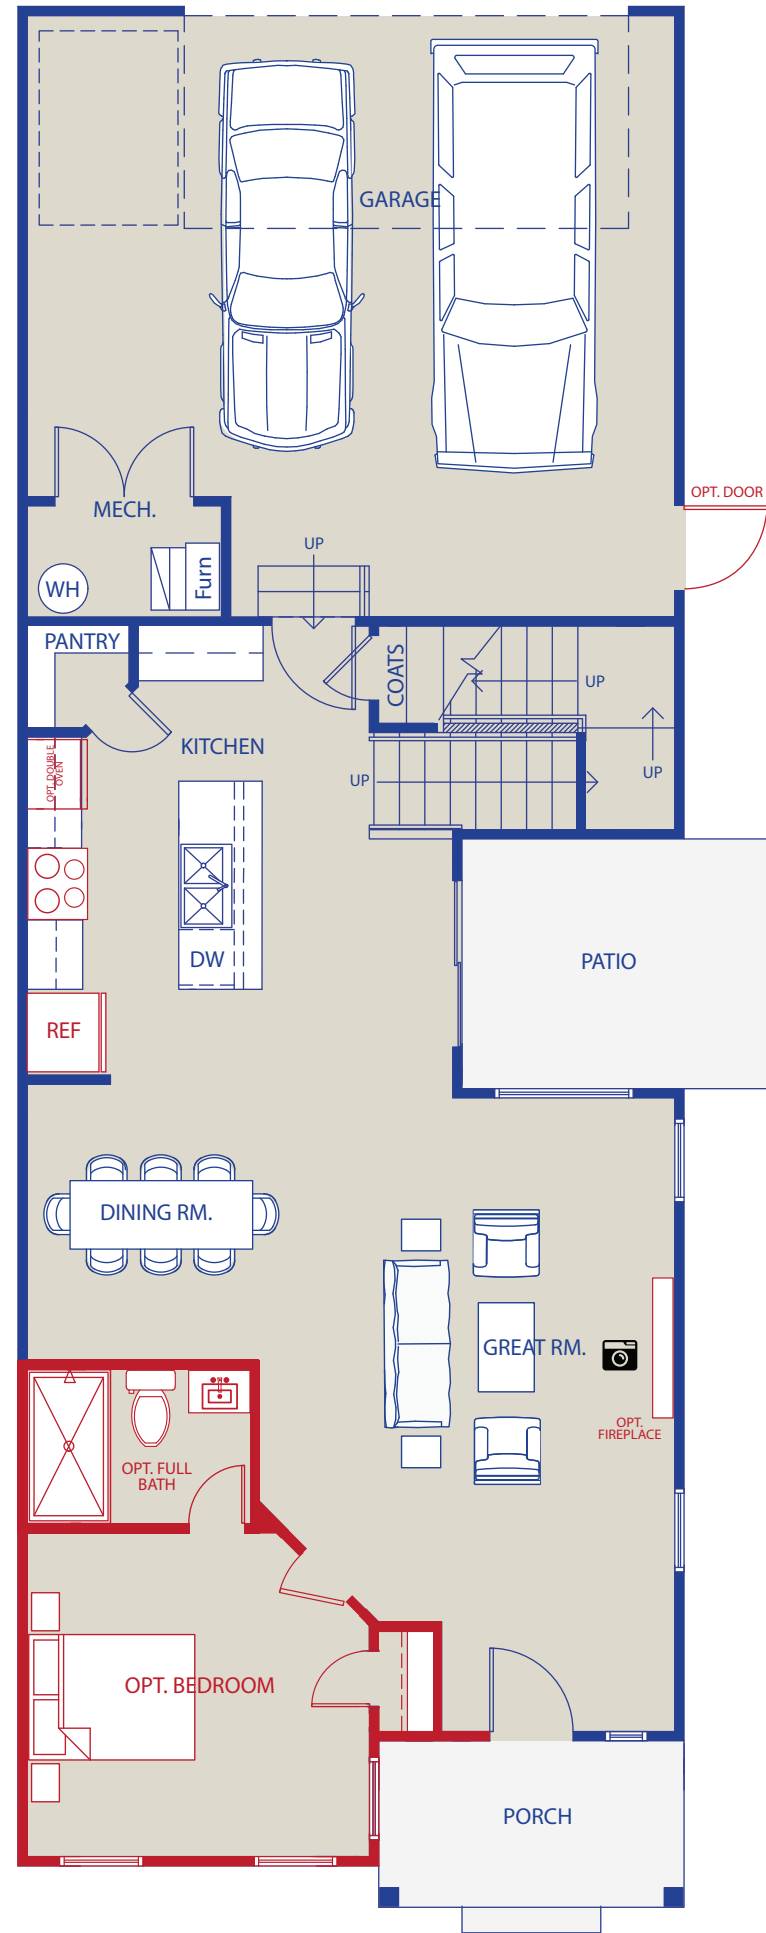 GARAGE
OPT. DOOR
MECH.
WH
Furn
UP
PANTRY
COATS
UP
KITCHEN
UP
UP
OPT. DOUBLE
OVEN
DW
PATIO
REF
DINING RM.
GREAT RM.
OPT.
FIREPLACE
OPT. FULL
BATH
OPT. BEDROOM
PORCH